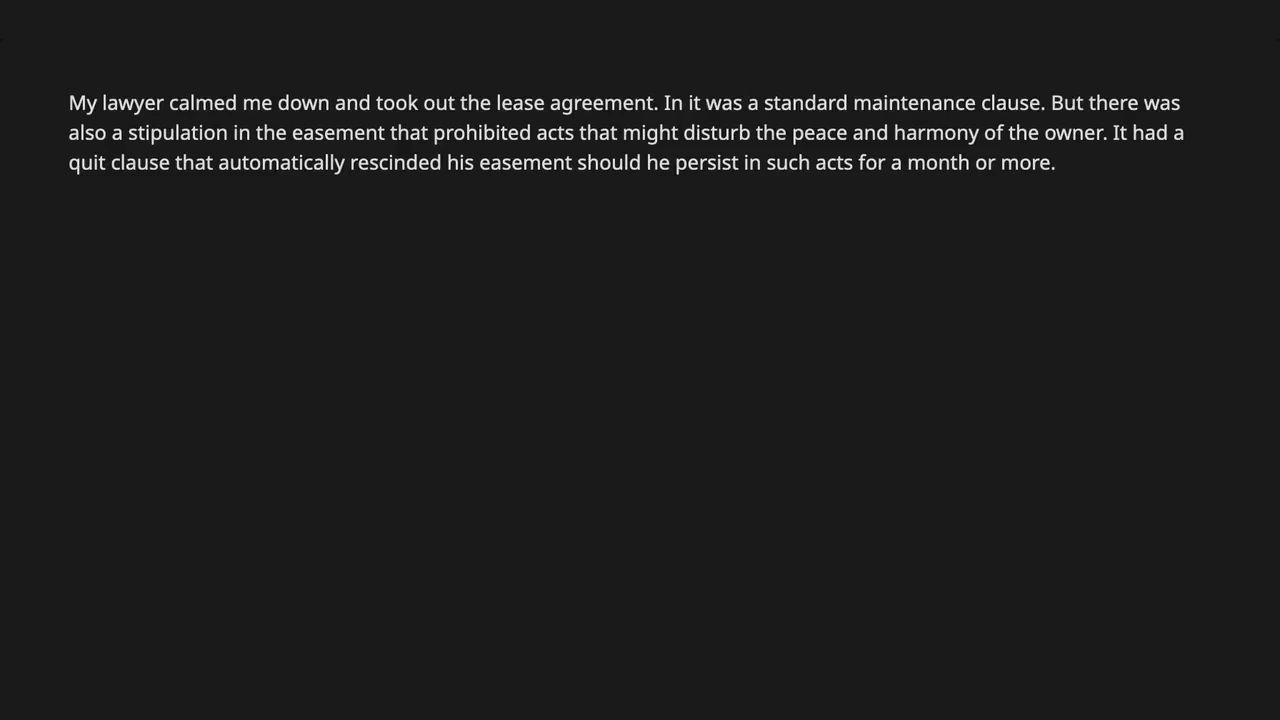 My lawyer calmed me down and took out the lease agreement. In it was a standard maintenance clause. But there was
also a stipulation in the easement that prohibited acts that might disturb the peace and harmony of the owner. It had a
quit clause that automatically rescinded his easement should he persist in such acts for a month or more.